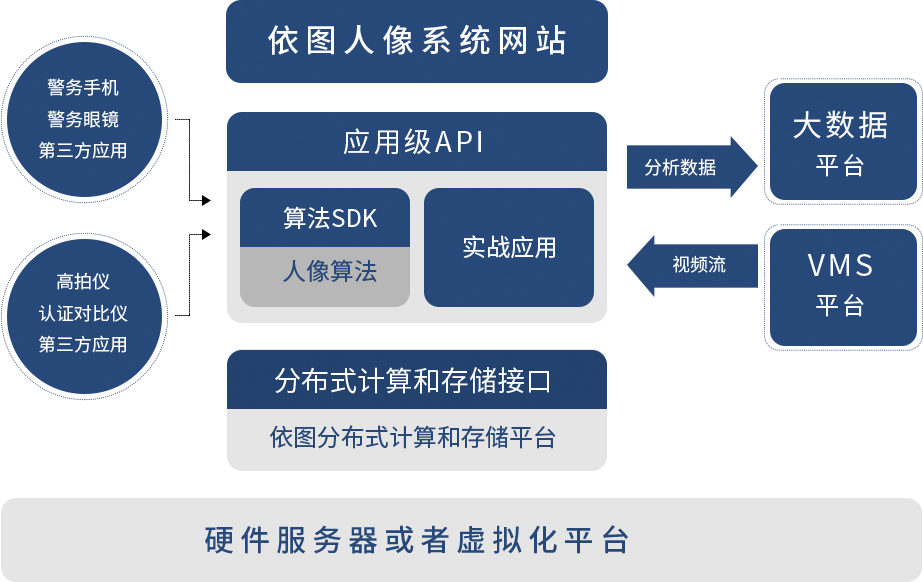 依图人像系统网站
警务手机
警务眼镜
第三方应用
高拍仪
认证对比仪
第三方应用
应用级API
算法SDK
人像算法
实战应用
分布式计算和存储接口
依图分布式计算和存储平台
分析数据
视频流
大数据
平台
VMS
平台
硬件服务器或者虚拟化平台